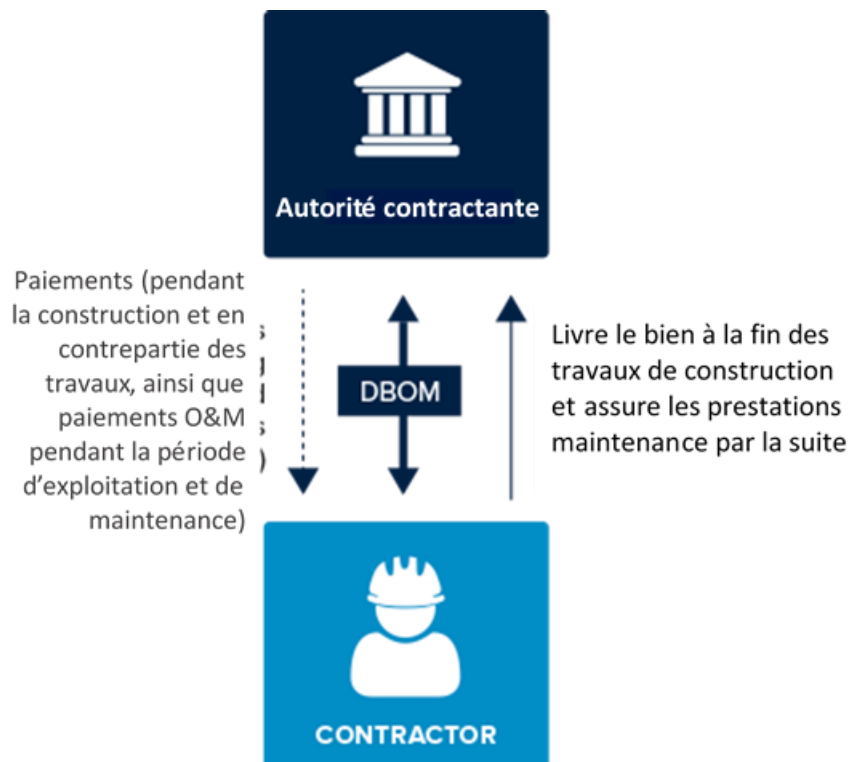 Autorité contractante
Paiements (pendant
la construction et en
contrepartie des
travaux, ainsi que
paiements O&M
pendant la période
d'exploitation et de
maintenance)
DBOM
Livre le bien à la fin des
travaux de construction
et assure les prestations
maintenance par la suite
CONTRACTOR